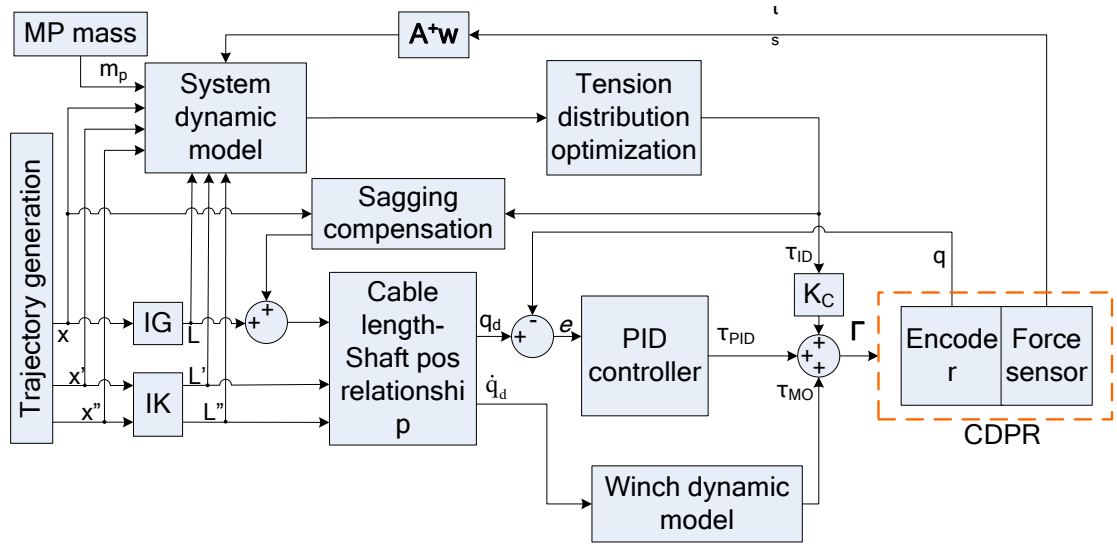 MP mass
A⁺w
ι
s
m_p
System
dynamic
model
Tension
distribution
optimization
Trajectory generation
Sagging
compensation
τ_ID
q
K_C
x
IG
L
+
+
Cable
length-
Shaft pos
relationshi
p
q_d
-
+
e
PID
controller
τ_PID
+
+
+
Γ
Encode
r
Force
sensor
CDPR
x'
x"
IK
L'
L"
q̇_d
τ_MO
Winch dynamic
model